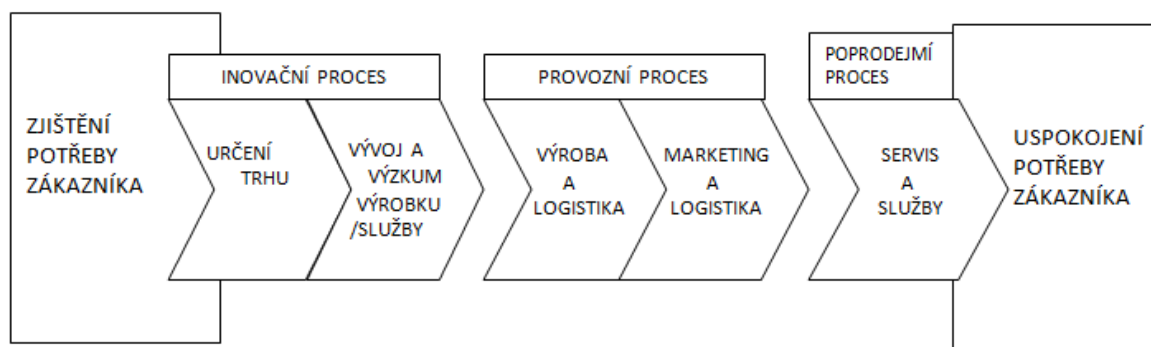 ZJIŠTĚNÍ
POTŘEBY
ZÁKAZNÍKA
INOVAČNÍ PROCES
URČENÍ
TRHU
VÝVOJ A
VÝZKUM
VÝROBKU
/SLUŽBY
PROVOZNÍ PROCES
VÝROBA
A
LOGISTIKA
MARKETING
A
LOGISTIKA
POPRODEJMÍ
PROCES
SERVIS
A
SLUŽBY
USPOKOJENÍ
POTŘEBY
ZÁKAZNÍKA